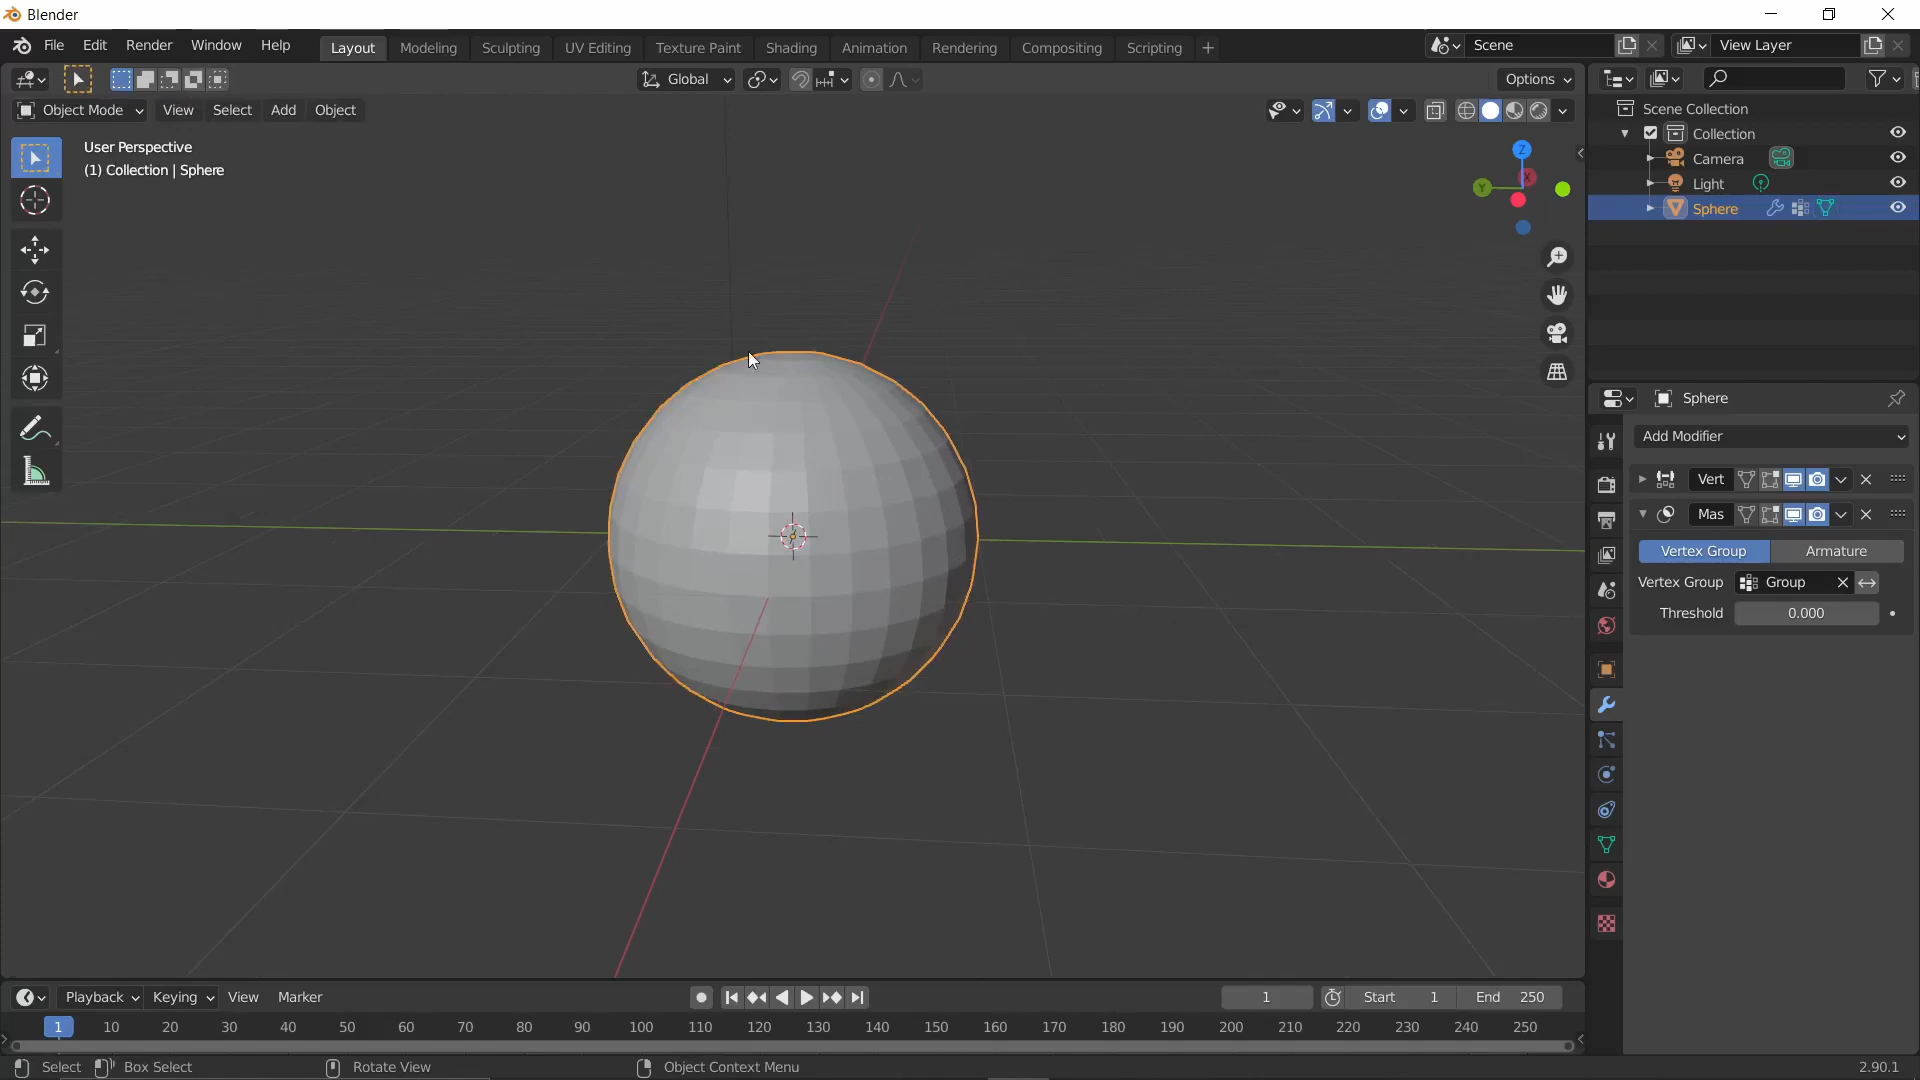 Blender
File Edit Render Window Help Layout Modeling Sculpting UV Editing Texture Paint Shading Animation Rendering Compositing Scripting + Scene View Layer
Global Options
Object Mode View Select Add Object
User Perspective
(1) Collection | Sphere
Z
Y X
Scene Collection
Collection
Camera
Light
Sphere
Sphere
Add Modifier
Vert
Mas
Vertex Group Armature
Vertex Group Group
Threshold 0.000
Playback Keying View Marker 1 Start 1 End 250
1 10 20 30 40 50 60 70 80 90 100 110 120 130 140 150 160 170 180 190 200 210 220 230 240 250
Select Box Select Rotate View Object Context Menu 2.90.1